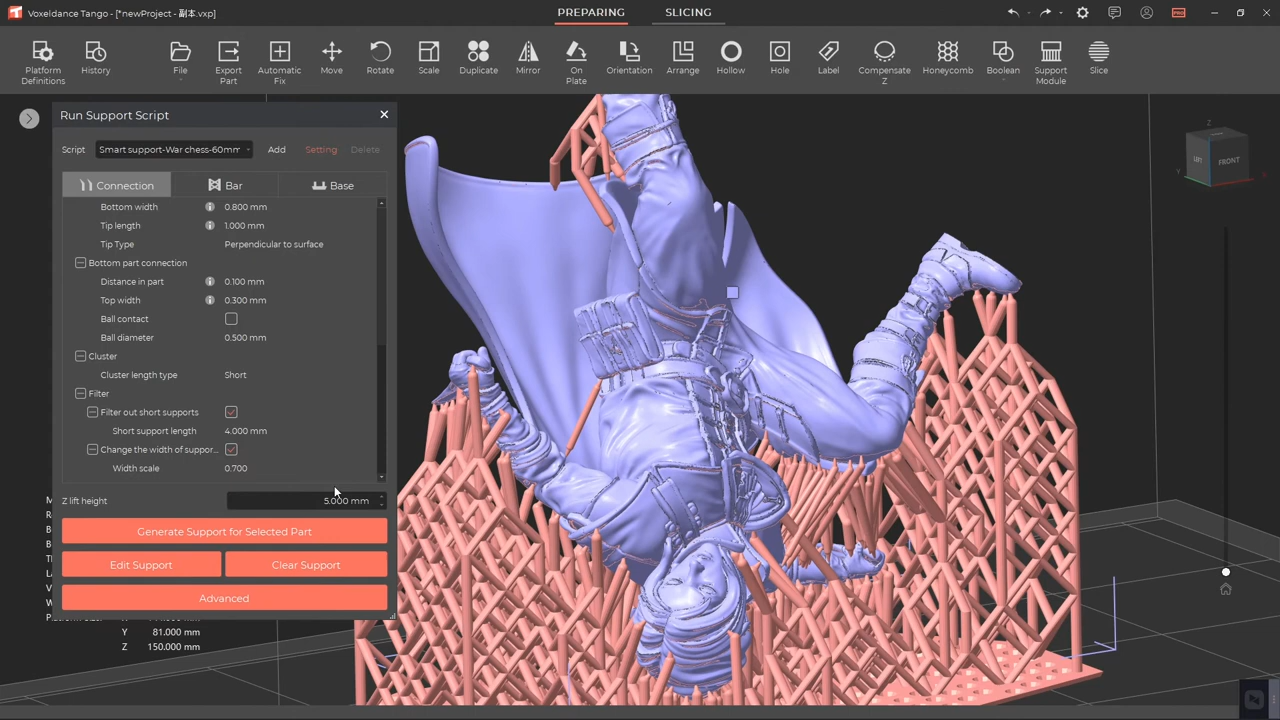 Voxeldance Tango - [*newProject - 副本.vxp]
PREPARING
SLICING
PRO
Platform Definitions
History
File
Export Part
Automatic Fix
Move
Rotate
Scale
Duplicate
Mirror
On Plate
Orientation
Arrange
Hollow
Hole
Label
Compensate Z
Honeycomb
Boolean
Support Module
Slice
Run Support Script
Script Smart support-War chess-60mm Add Setting Delete
Connection Bar Base
Bottom width 0.800 mm
Tip length 1.000 mm
Tip Type Perpendicular to surface
Bottom part connection
Distance in part 0.100 mm
Top width 0.300 mm
Ball contact
Ball diameter 0.500 mm
Cluster
Cluster length type Short
Filter
Filter out short supports
Short support length 4.000 mm
Change the width of suppor...
Width scale 0.700
Z lift height 5.000 mm
Generate Support for Selected Part
Edit Support Clear Support
Advanced
Y 81.000 mm
Z 150.000 mm
Z
LEFT FRONT
Y